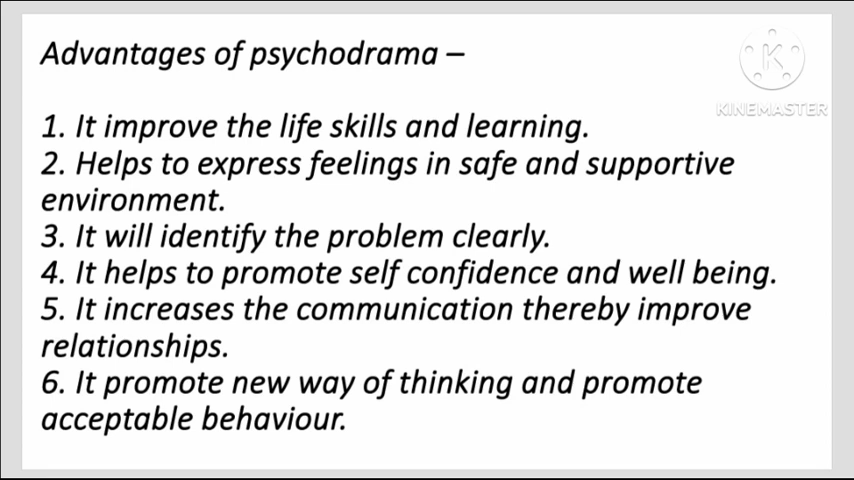 Advantages of psychodrama –
KINEMASTER
1. It improve the life skills and learning.
2. Helps to express feelings in safe and supportive
environment.
3. It will identify the problem clearly.
4. It helps to promote self confidence and well being.
5. It increases the communication thereby improve
relationships.
6. It promote new way of thinking and promote
acceptable behaviour.